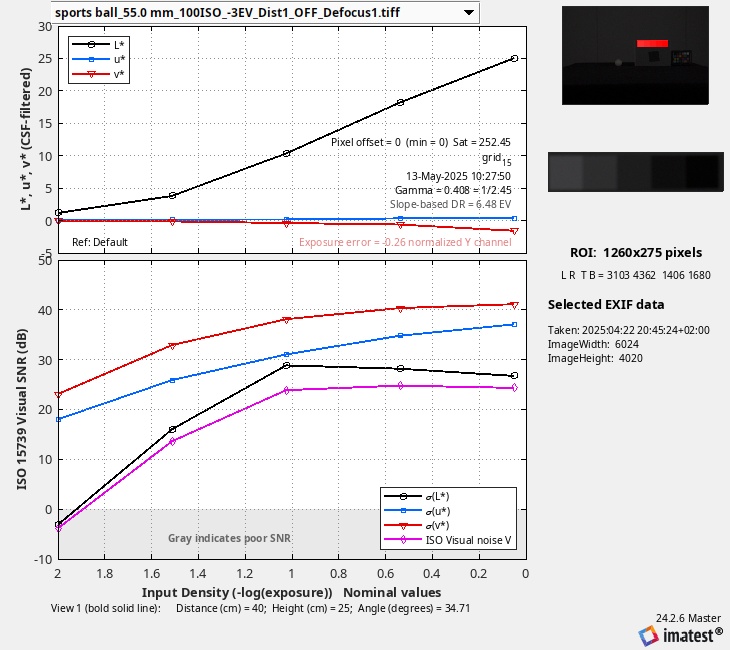 sports ball_55.0 mm_100ISO_-3EV_Dist1_OFF_Defocus1.tiff
L*, u*, v* (CSF-filtered)
30
25
20
15
10
5
0
-5
L*
u*
v*
Pixel offset = 0 (min = 0) Sat = 252.45
grid15
13-May-2025 10:27:50
Gamma = 0.408 = 1/2.45
Slope-based DR = 6.48 EV
Ref: Default
Exposure error = -0.26 normalized Y channel
ISO 15739 Visual SNR (dB)
50
40
30
20
10
0
-10
σ(L*)
σ(u*)
σ(v*)
ISO Visual noise V
Gray indicates poor SNR
2 1.8 1.6 1.4 1.2 1 0.8 0.6 0.4 0.2 0
Input Density (-log(exposure)) Nominal values
View 1 (bold solid line): Distance (cm) = 40; Height (cm) = 25; Angle (degrees) = 34.71
ROI: 1260x275 pixels
L R T B = 3103 4362 1406 1680
Selected EXIF data
Taken: 2025:04:22 20:45:24+02:00
ImageWidth: 6024
ImageHeight: 4020
24.2.6 Master
imatest®